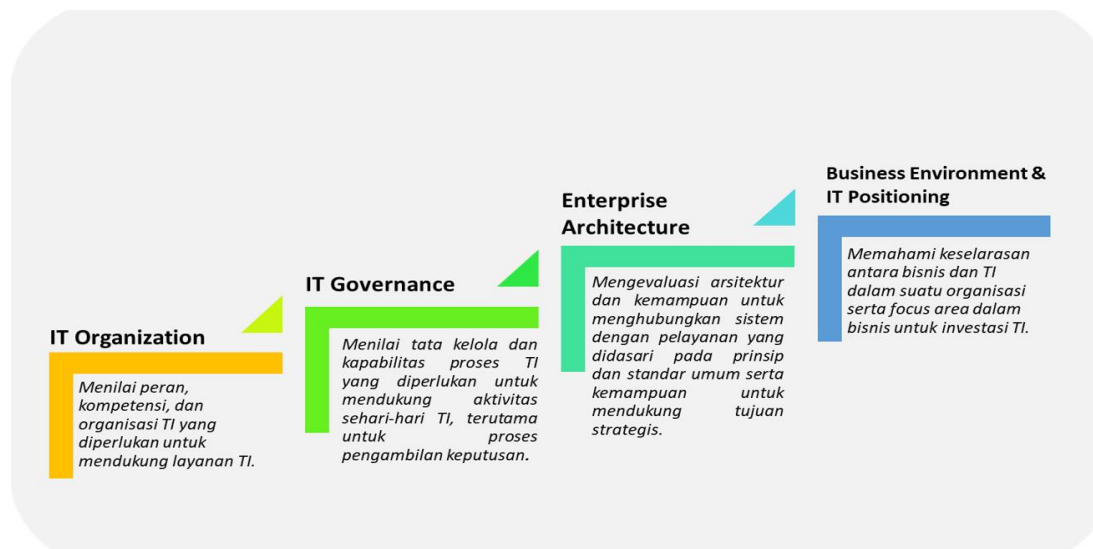 IT Organization
Menilai peran,
kompetensi, dan
organisasi TI yang
diperlukan untuk
mendukung layanan TI.
IT Governance
Menilai tata kelola dan
kapabilitas proses TI
yang diperlukan untuk
mendukung aktivitas
sehari-hari TI, terutama
untuk proses
pengambilan keputusan.
Enterprise
Architecture
Mengevaluasi arsitektur
dan kemampuan untuk
menghubungkan sistem
dengan pelayanan yang
didasari pada prinsip
dan standar umum serta
kemampuan untuk
mendukung tujuan
strategis.
Business Environment &
IT Positioning
Memahami keselarasan
antara bisnis dan TI
dalam suatu organisasi
serta focus area dalam
bisnis untuk investasi TI.